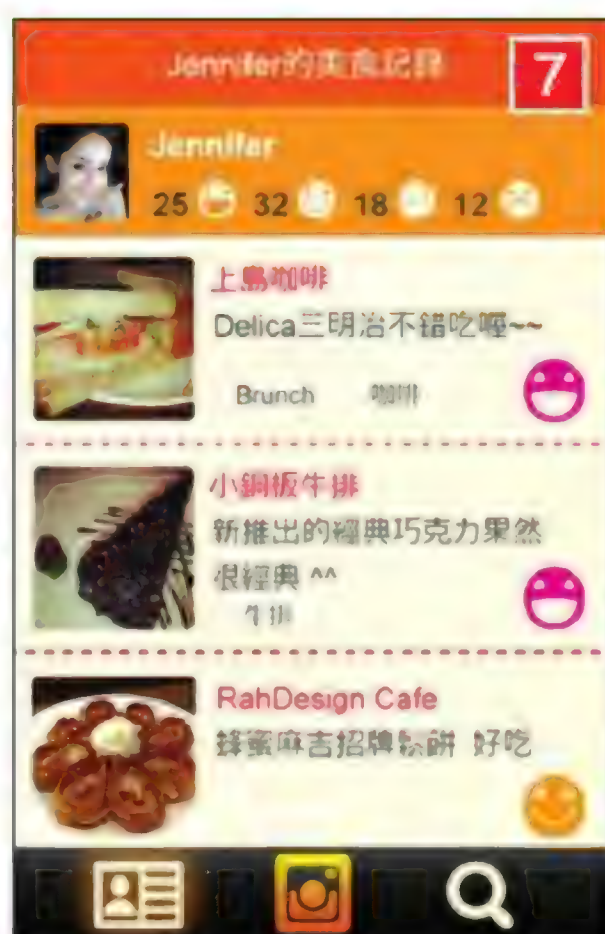 Jennifer的美食記錄
7
Jennifer
25 32 18 12
上島咖啡
Delica三明治不錯吃喔~~
Brunch 咖啡
小銅板牛排
新推出的經典巧克力果然
很經典 ^^
牛排
RahDesign Cafe
蜂蜜麻吉招牌鬆餅 好吃